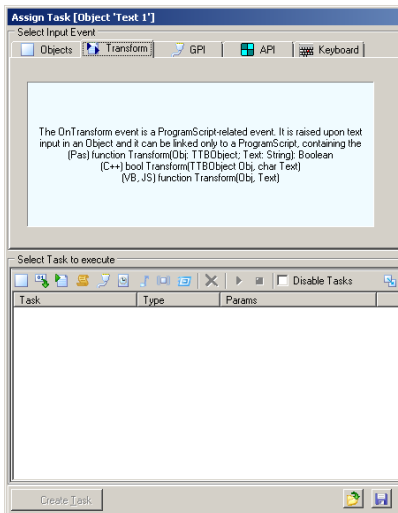 Assign Task [Object 'Text 1']
Select Input Event
Objects Transform GPI API Keyboard
The OnTransform event is a ProgramScript-related event. It is raised upon text
input in an Object and it can be linked only to a ProgramScript, containing the
(Pas) function Transform(Obj: TTBObject; Text: String): Boolean
(C++) bool Transform(TTBObject Obj, char Text)
(VB, JS) function Transform(Obj, Text)
Select Task to execute
Disable Tasks
Task Type Params
Create Task